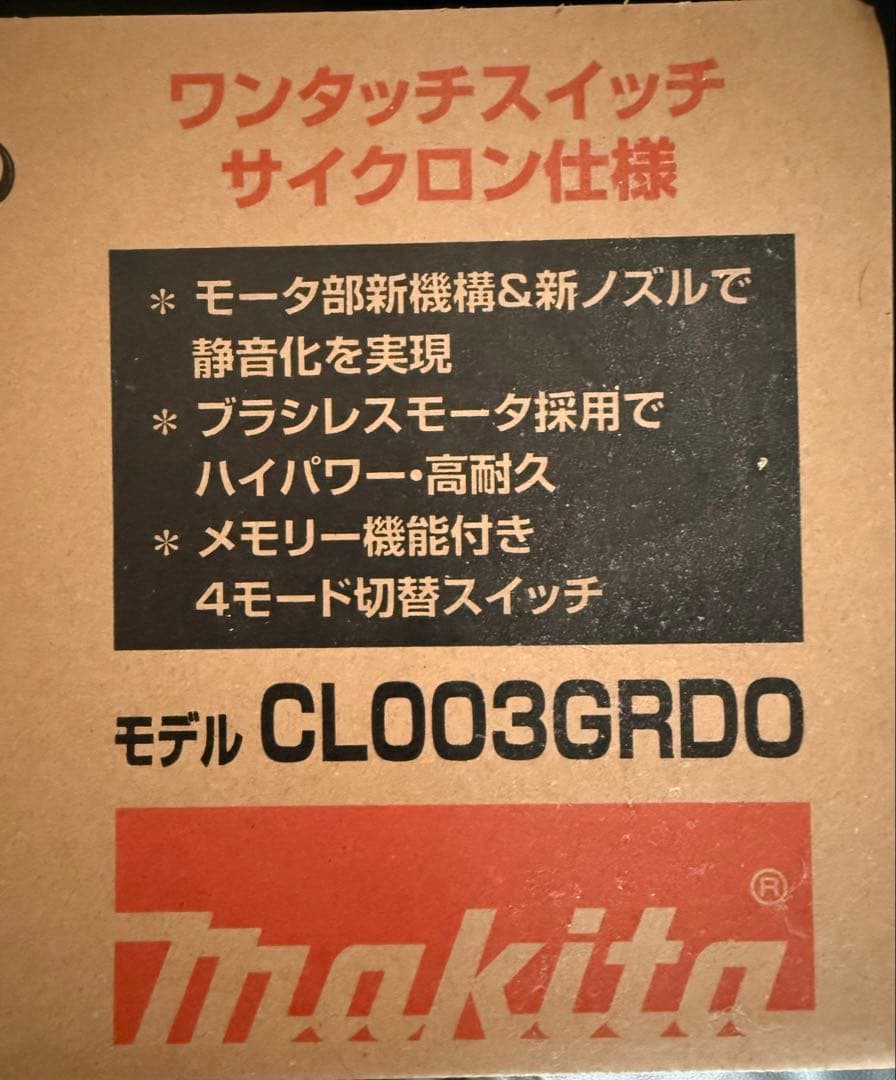 ワンタッチスイッチ
サイクロン仕様
* モータ部新機構&新ノズルで
静音化を実現
* ブラシレスモータ採用で
ハイパワー・高耐久
* メモリー機能付き
4モード切替スイッチ
モデル CL003GRDO
makita ®